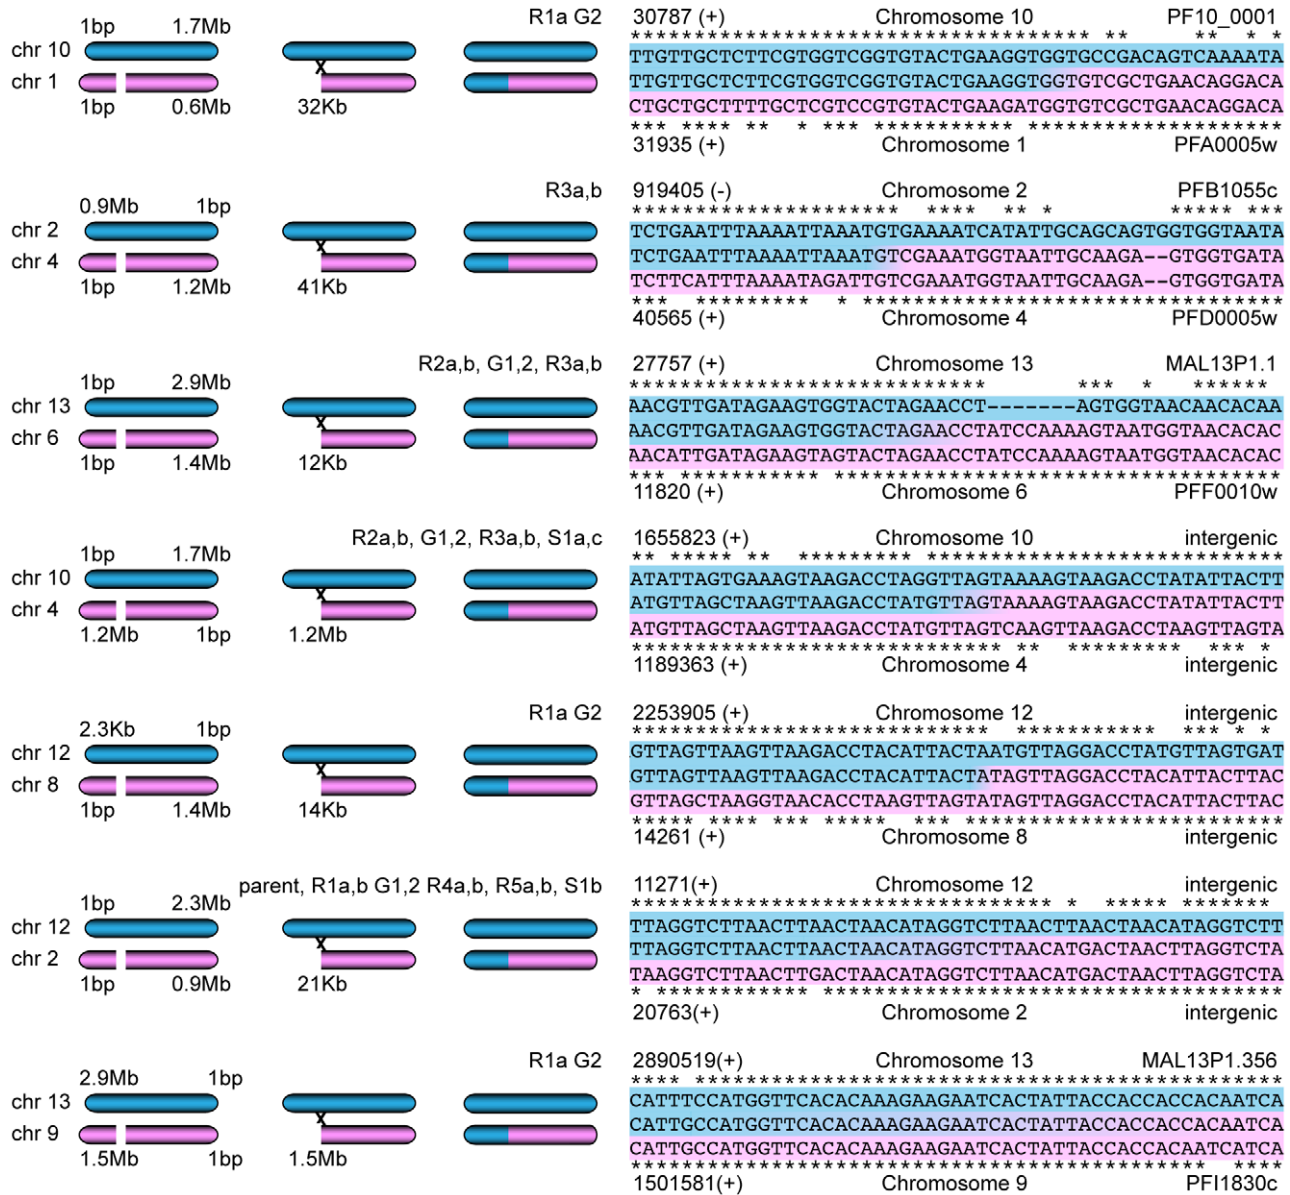 R1a G2
1bp 1.7Mb
chr 10
chr 1
1bp 0.6Mb 32Kb
30787 (+) Chromosome 10 PF10_0001
TTGTTGCTCTTCGTGGTCGGTGTACTGAAGGTGGTGCCGACAGTCAAAATA
TTGTTGCTCTTCGTGGTCGGTGTACTGAAGGTGGTGTCGCTGAACAGGACA
CTGCTGCTTTTGCTCGTCCGTGTACTGAAGATGGTGTCGCTGAACAGGACA
31935 (+) Chromosome 1 PFA0005w
R3a,b
0.9Mb 1bp
chr 2
chr 4
1bp 1.2Mb 41Kb
919405 (-) Chromosome 2 PFB1055c
TCTGAATTTAAAATTAAATGTGAAAATCATATTGCAGCAGTGGTGGTAATA
TCTGAATTTAAAATTAAATGTCGAAATGGTAATTGCAAGA--GTGGTGATA
TCTTCATTTAAAATAGATTGTCGAAATGGTAATTGCAAGA--GTGGTGATA
40565 (+) Chromosome 4 PFD0005w
R2a,b, G1,2, R3a,b
1bp 2.9Mb
chr 13
chr 6
1bp 1.4Mb 12Kb
27757 (+) Chromosome 13 MAL13P1.1
AACGTTGATAGAAGTGGTACTAGAACCT-------AGTGGTAACAACACAA
AACGTTGATAGAAGTGGTACTAGAACCTATCCAAAAGTAATGGTAACACAC
AACATTGATAGAAGTAGTACTAGAACCTATCCAAAAGTAATGGTAACACAC
11820 (+) Chromosome 6 PFF0010w
R2a,b, G1,2, R3a,b, S1a,c
1bp 1.7Mb
chr 10
chr 4
1.2Mb 1bp 1.2Mb
1655823 (+) Chromosome 10 intergenic
ATATTAGTGAAAGTAAGACCTAGGTTAGTAAAAGTAAGACCTATATTACTT
ATGTTAGCTAAGTTAAGACCTATGTTAGTAAAAGTAAGACCTATATTACTT
ATGTTAGCTAAGTTAAGACCTATGTTAGTCAAGTTAAGACCTAAGTTAGTA
1189363 (+) Chromosome 4 intergenic
R1a G2
2.3Kb 1bp
chr 12
chr 8
1bp 1.4Mb 14Kb
2253905 (+) Chromosome 12 intergenic
GTTAGTTAAGTTAAGACCTACATTACTAATGTTAGGACCTATGTTAGTGAT
GTTAGTTAAGTTAAGACCTACATTACTATAGTTAGGACCTACATTACTTAC
GTTAGCTAAGGTAACACCTAAGTTAGTATAGTTAGGACCTACATTACTTAC
14261 (+) Chromosome 8 intergenic
parent, R1a,b G1,2 R4a,b, R5a,b, S1b
1bp 2.3Mb
chr 12
chr 2
1bp 0.9Mb 21Kb
11271(+) Chromosome 12 intergenic
TTAGGTCTTAACTTAACTAACATAGGTCTTAACTTAACTAACATAGGTCTT
TTAGGTCTTAACTTAACTAACATAGGTCTTAACATGACTAACTTAGGTCTA
TAAGGTCTTAACTTGACTAACATAGGTCTTAACATGACTAACTTAGGTCTA
20763(+) Chromosome 2 intergenic
R1a G2
2.9Mb 1bp
chr 13
chr 9
1.5Mb 1bp 1.5Mb
2890519(+) Chromosome 13 MAL13P1.356
CATTTCCATGGTTCACACAAAGAAGAATCACTATTACCACCACCACAATCA
CATTGCCATGGTTCACACAAAGAAGAATCACTATTACCACCACCACAATCA
CATTGCCATGGTTCACACAAAGAAGAATCACTATTACCACCACAATCATCA
1501581(+) Chromosome 9 PFI1830c